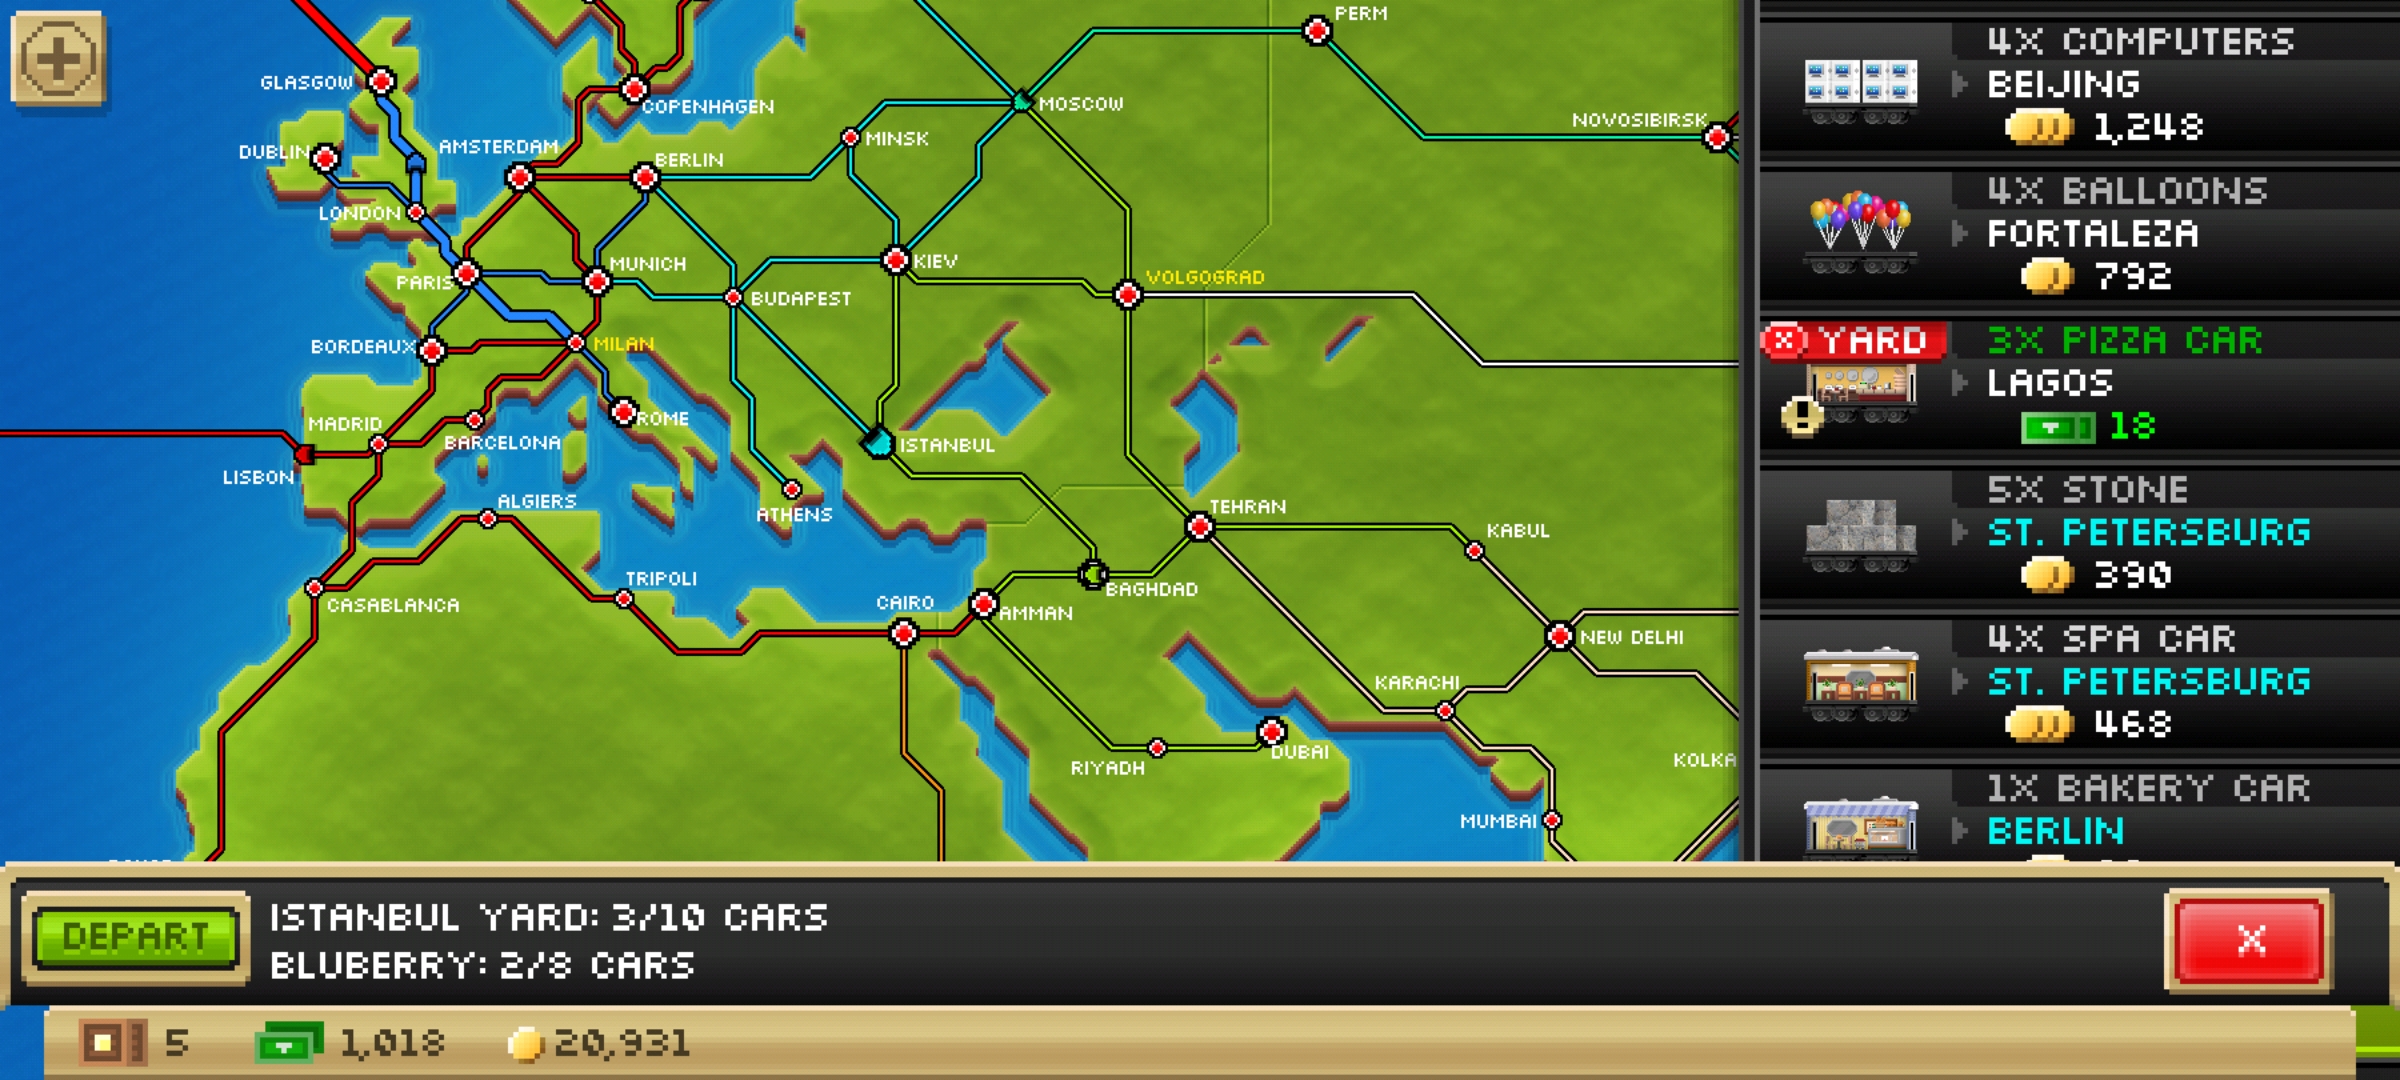 PERM
GLASGOW
COPENHAGEN
MOSCOW
NOVOSIBIRSK
MINSK
DUBLIN
AMSTERDAM
BERLIN
LONDON
KIEV
MUNICH
PARIS
VOLGOGRAD
BUDAPEST
BORDEAUX
MILAN
MADRID
ROME
BARCELONA
ISTANBUL
LISBON
ALGIERS
ATHENS
TEHRAN
KABUL
TRIPOLI
BAGHDAD
CASABLANCA
CAIRO
AMMAN
NEW DELHI
KARACHI
DUBAI
RIYADH
KOLKA
MUMBAI
4X COMPUTERS
BEIJING
1,248
4X BALLOONS
FORTALEZA
792
X YARD
3X PIZZA CAR
LAGOS
! 18
5X STONE
ST. PETERSBURG
390
4X SPA CAR
ST. PETERSBURG
468
1X BAKERY CAR
BERLIN
DEPART
ISTANBUL YARD: 3/10 CARS
BLUBERRY: 2/8 CARS
X
5 1,018 20,931